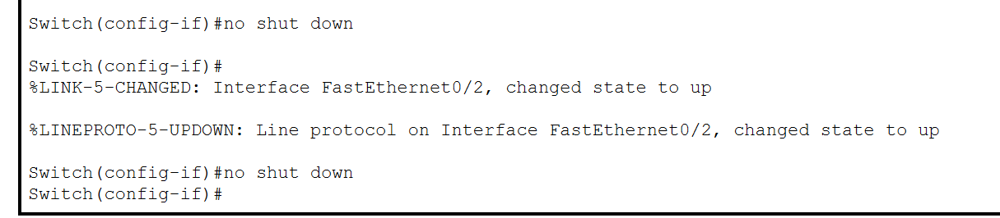 Switch(config-if)#no shut down
Switch(config-if)#
%LINK-5-CHANGED: Interface FastEthernet0/2, changed state to up
%LINEPROTO-5-UPDOWN: Line protocol on Interface FastEthernet0/2, changed state to up
Switch(config-if)#no shut down
Switch(config-if)#